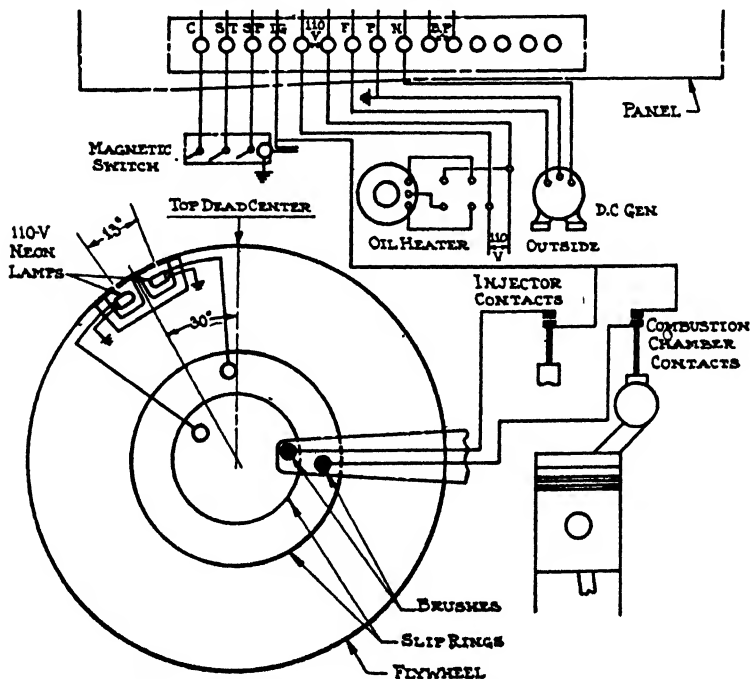 C ST SP IG 110 V F P N B.F.
PANEL
MAGNETIC
SWITCH
TOP DEAD CENTER
110-V
NEON
LAMPS
13°
30°
OIL HEATER
110
V
D.C GEN
OUTSIDE
INJECTOR
CONTACTS
COMBUSTION
CHAMBER
CONTACTS
BRUSHES
SLIP RINGS
FLYWHEEL